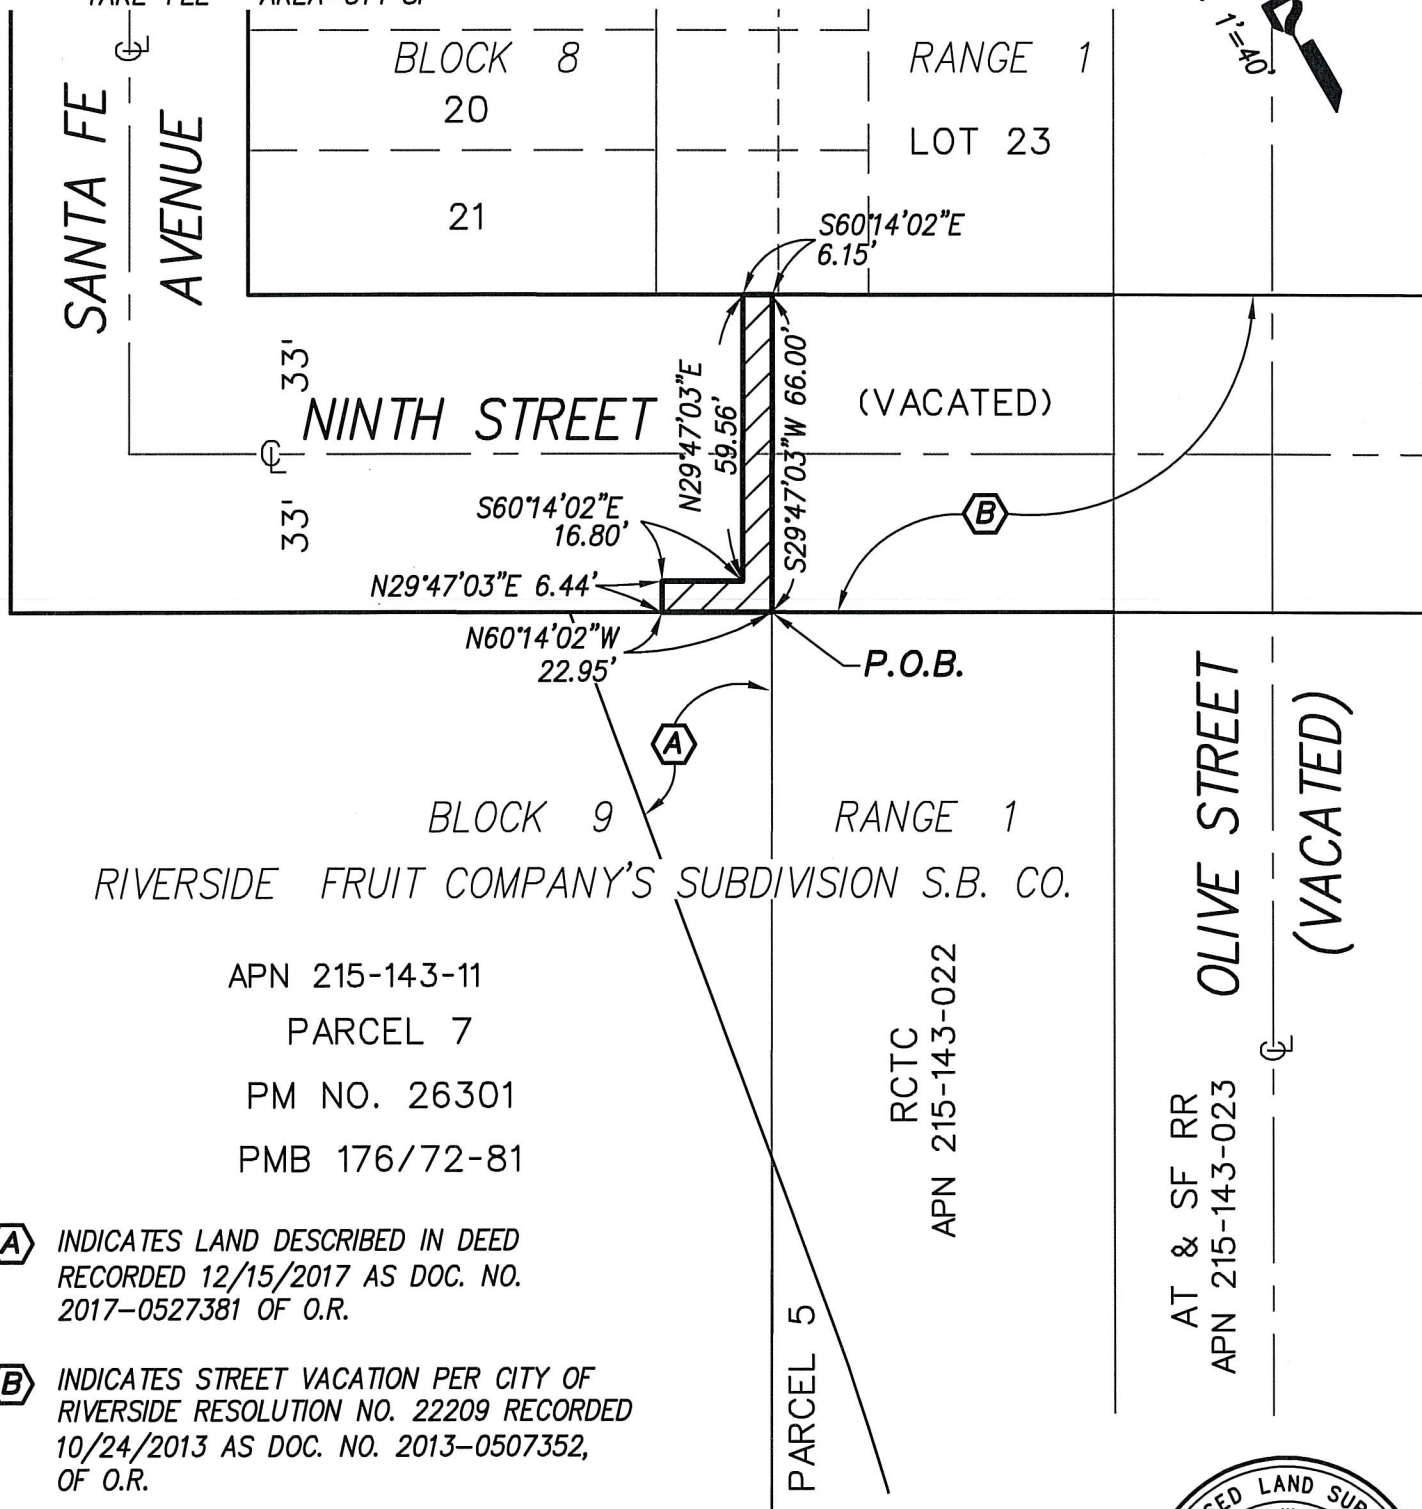 1'=40'
SANTA FE
AVENUE
BLOCK 8
20
21
RANGE 1
LOT 23
S60°14'02"E
6.15'
33'
33'
NINTH STREET
N29°47'03"E
59.56'
S29°47'03"W 66.00'
(VACATED)
B
S60°14'02"E
16.80'
N29°47'03"E 6.44'
N60°14'02"W
22.95'
P.O.B.
A
OLIVE STREET
(VACATED)
BLOCK 9 RANGE 1
RIVERSIDE FRUIT COMPANY'S SUBDIVISION S.B. CO.
APN 215-143-11
PARCEL 7
PM NO. 26301
PMB 176/72-81
RCTC
APN 215-143-022
AT & SF RR
APN 215-143-023
PARCEL 5
A INDICATES LAND DESCRIBED IN DEED
RECORDED 12/15/2017 AS DOC. NO.
2017-0527381 OF O.R.
B INDICATES STREET VACATION PER CITY OF
RIVERSIDE RESOLUTION NO. 22209 RECORDED
10/24/2013 AS DOC. NO. 2013-0507352,
OF O.R.
LAND